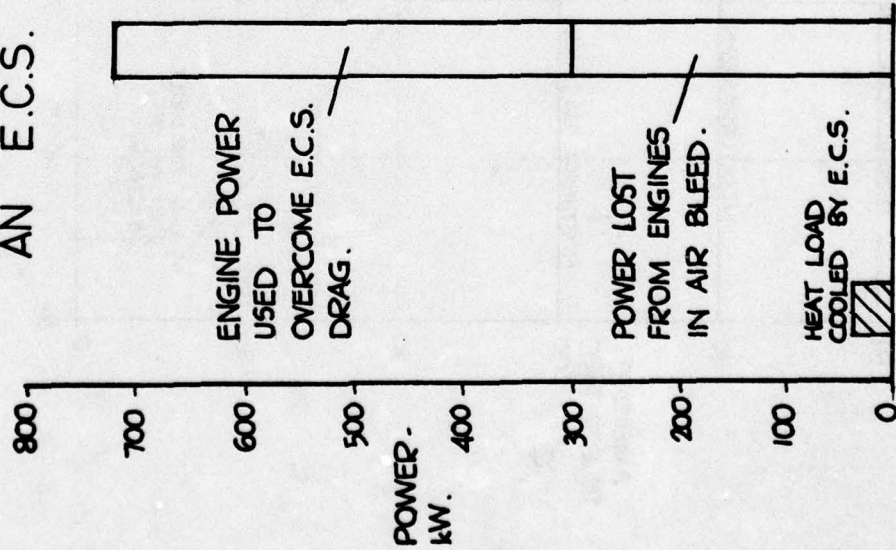 AN E.C.S.
800
700
600
500
400
300
200
100
0
POWER -
kW.
ENGINE POWER
USED TO
OVERCOME E.C.S.
DRAG.
POWER LOST
FROM ENGINES
IN AIR BLEED.
HEAT LOAD
COOLED BY E.C.S.